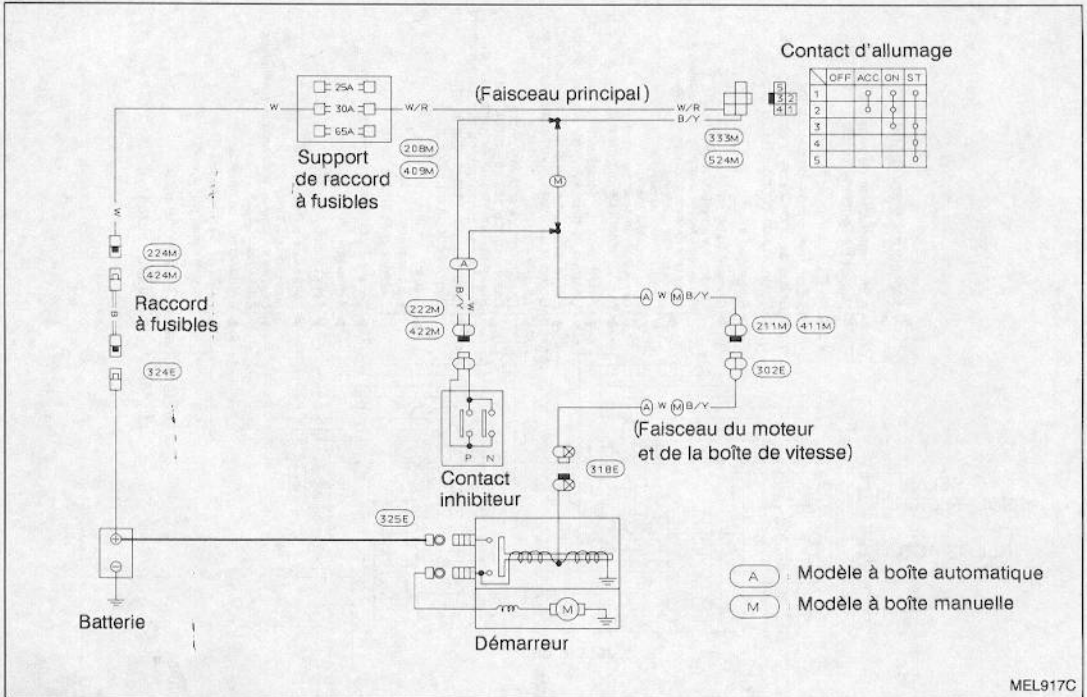 Contact d'allumage
OFF ACC ON ST
1
2
3
4
5
5
3 2
4 1
25A
W 30A W/R (Faisceau principal) W/R
65A B/Y
Support
de raccord
à fusibles
208M
409M
333M
524M
M
W
224M
424M
Raccord
à fusibles
B
324E
A
B/Y W
222M
422M
A W M B/Y
211M 411M
302E
A W M B/Y
(Faisceau du moteur
et de la boîte de vitesse)
P N
Contact
inhibiteur
318E
325E
M
Batterie
Démarreur
A : Modèle à boîte automatique
M : Modèle à boîte manuelle
MEL917C